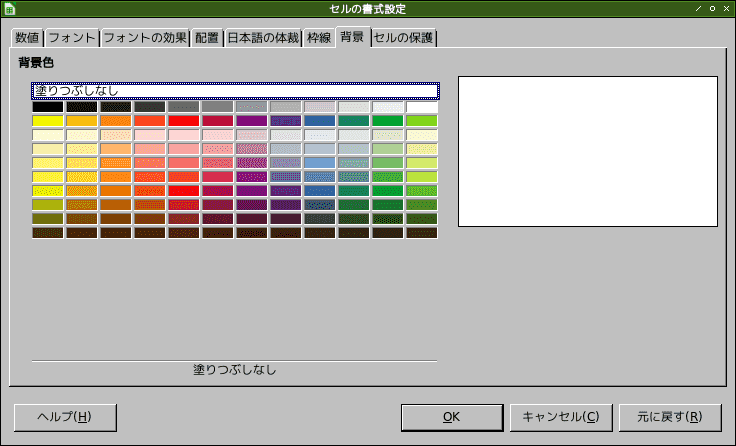 セルの書式設定
数値 フォント フォントの効果 配置 日本語の体裁 枠線 背景 セルの保護
背景色
塗りつぶしなし
塗りつぶしなし
ヘルプ(H) OK キャンセル(C) 元に戻す(R)